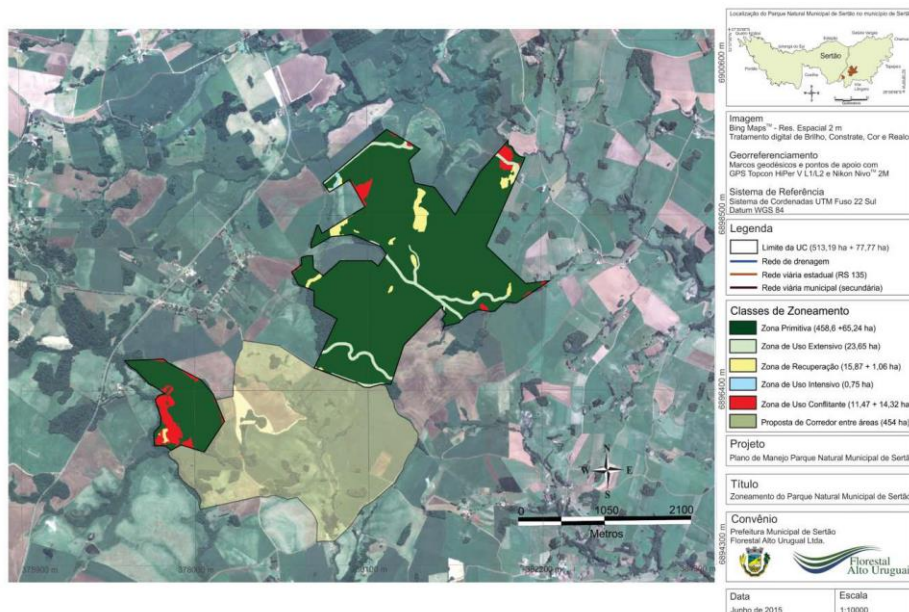 Localização do Parque Natural Municipal de Sertão no município de Sertão
Estação
Sertão
Coxilha
6900600 m
6898500 m
6896400 m
6894300 m
Imagem
Bing Maps™ - Res. Espacial 2 m
Tratamento digital de Brilho, Constrate, Cor e Realce
Georreferenciamento
Marcos geodésicos e pontos de apoio com
GPS Topcon HiPer V L1/L2 e Nikon Nivo™ 2M
Sistema de Referência
Sistema de Cordenadas UTM Fuso 22 Sul
Datum WGS 84
Legenda
Limite da UC (513,19 ha + 77,77 ha)
Rede de drenagem
Rede viária estadual (RS 135)
Rede viária municipal (secundária)
Classes de Zoneamento
Zona Primitiva (458,6 +65,24 ha)
Zona de Uso Extensivo (23,65 ha)
Zona de Recuperação (15,87 + 1,06 ha)
Zona de Uso Intensivo (0,75 ha)
Zona de Uso Conflitante (11,47 + 14,32 ha)
Proposta de Corredor entre áreas (454 ha)
Projeto
Plano de Manejo Parque Natural Municipal de Sertã
Título
Zoneamento do Parque Natural Municipal de Sertão
Convênio
Prefeitura Municipal de Sertão
Florestal Alto Urugual Ltda.
Florestal
Alto Uruguai
Data
Junho de 2015
Escala
1:10000
N
W E
S
0 1050 2100
Metros